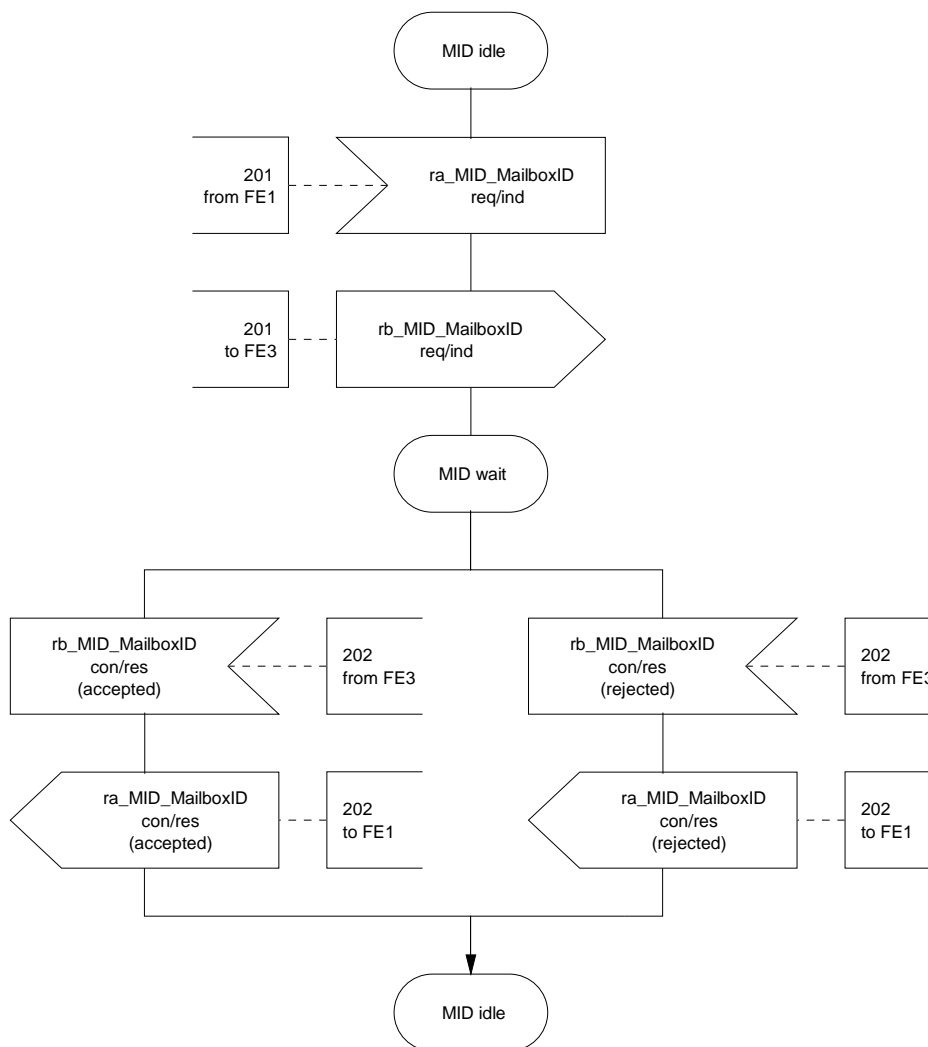 MID idle
201
from FE1
ra_MID_MailboxID
req/ind
201
to FE3
rb_MID_MailboxID
req/ind
MID wait
rb_MID_MailboxID
con/res
(accepted)
202
from FE3
rb_MID_MailboxID
con/res
(rejected)
202
from FE3
ra_MID_MailboxID
con/res
(accepted)
202
to FE1
ra_MID_MailboxID
con/res
(rejected)
202
to FE1
MID idle